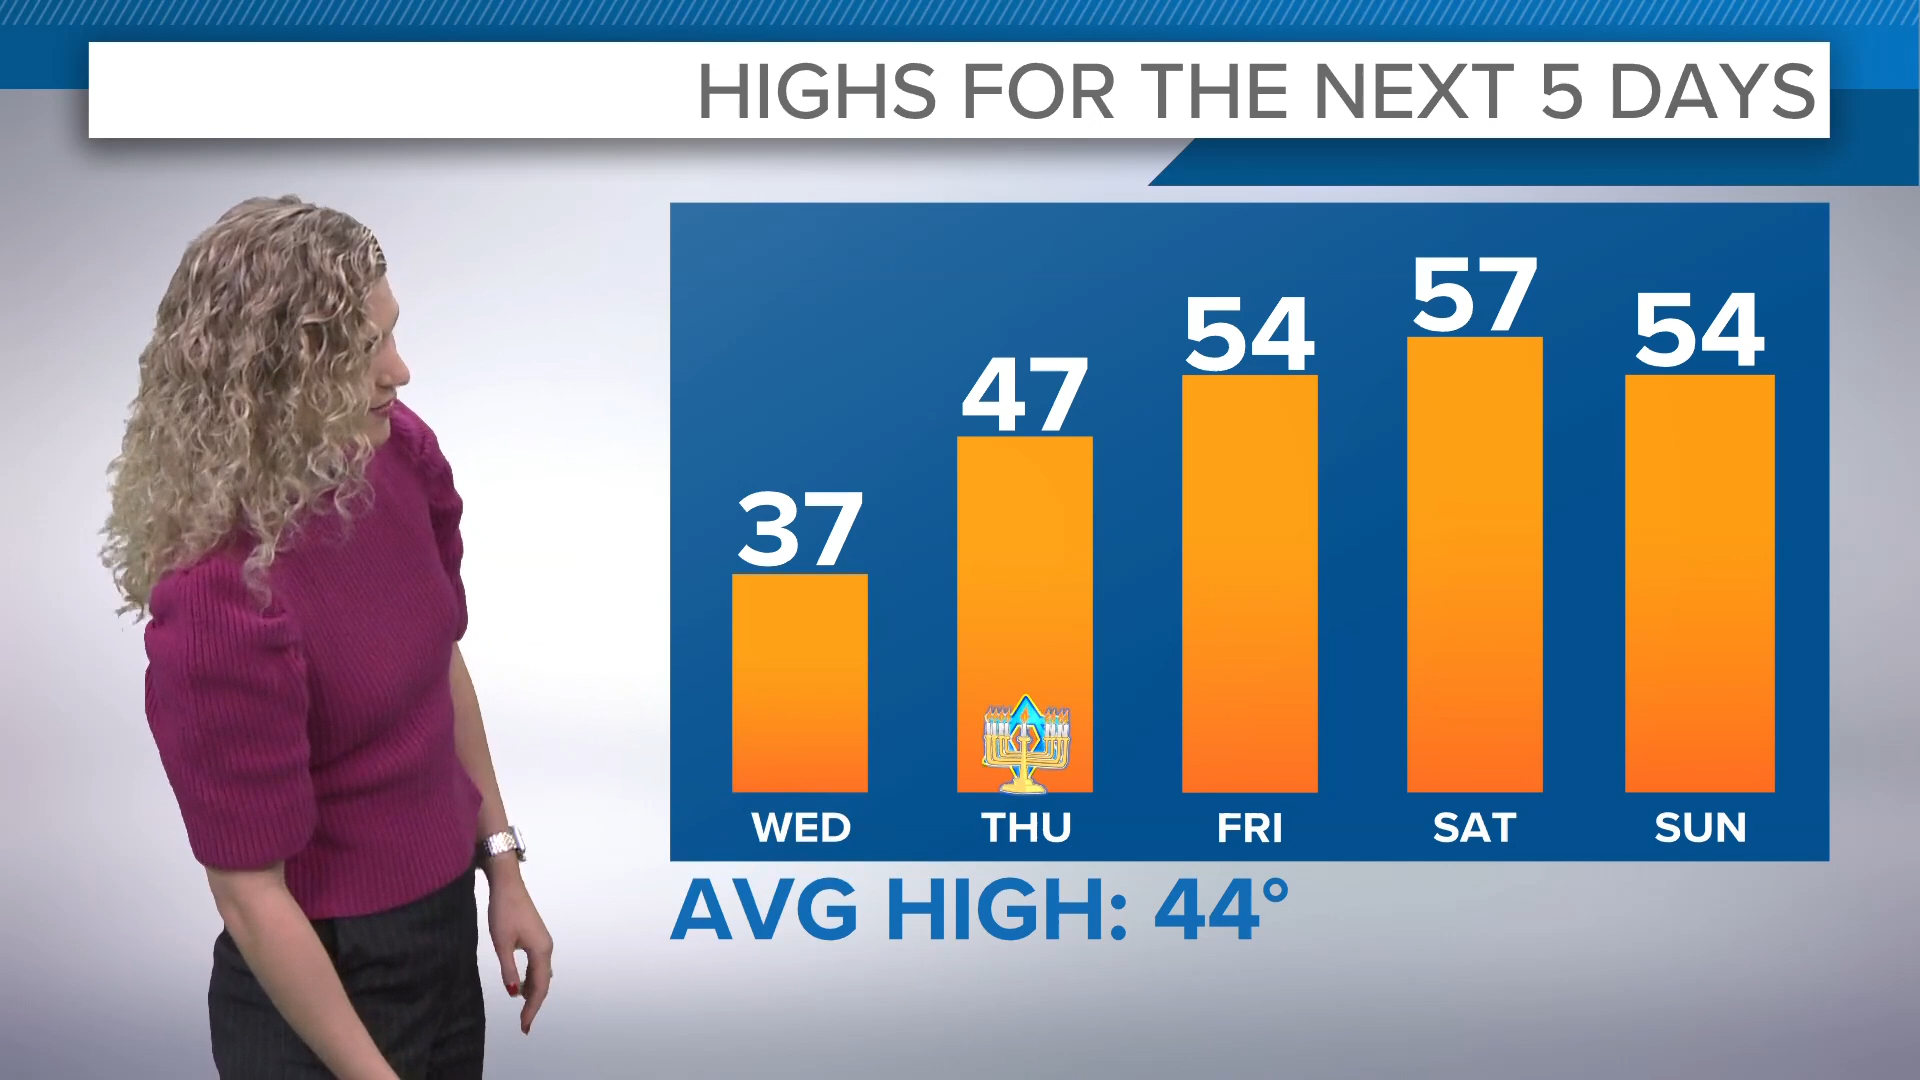 HIGHS FOR THE NEXT 5 DAYS
37 47 54 57 54
WED THU FRI SAT SUN
AVG HIGH: 44°